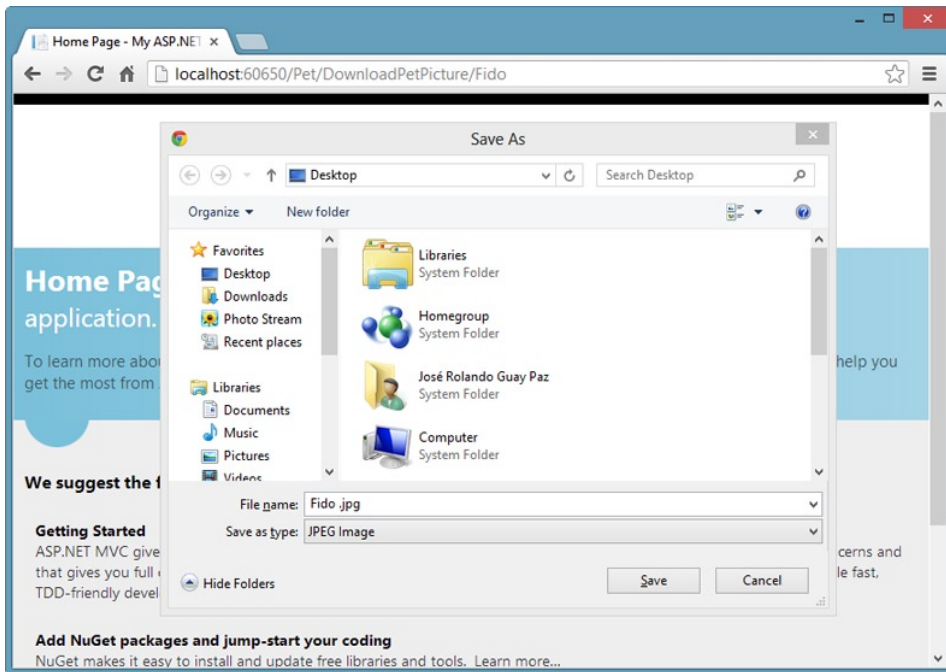 Home Page - My ASP.NET
localhost:60650/Pet/DownloadPetPicture/Fido
Save As
Desktop
Search Desktop
Organize
New folder
Favorites
Desktop
Downloads
Photo Stream
Recent places
Libraries
Documents
Music
Pictures
Videos
Libraries
System Folder
Homegroup
System Folder
José Rolando Guay Paz
System Folder
Computer
System Folder
File name: Fido .jpg
Save as type: JPEG Image
Hide Folders
Save
Cancel
Home Pag
application.
To learn more abou
help you
get the most from
We suggest the f
Getting Started
ASP.NET MVC give
cerns and
that gives you full
le fast,
TDD-friendly devel
Add NuGet packages and jump-start your coding
NuGet makes it easy to install and update free libraries and tools. Learn more...